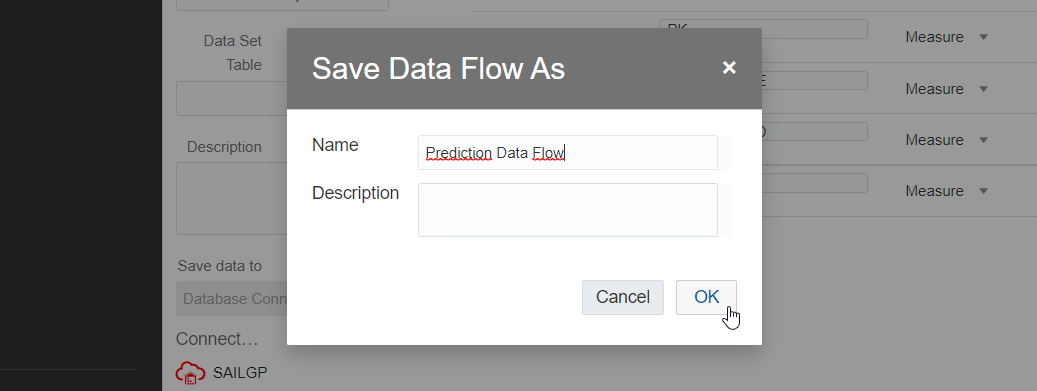 Data Set
Table
Description
Save data to
Database Conn
Connect...
SAILGP
Save Data Flow As
×
Name
Prediction Data Flow
Description
Cancel
OK
Measure
Measure
Measure
Measure